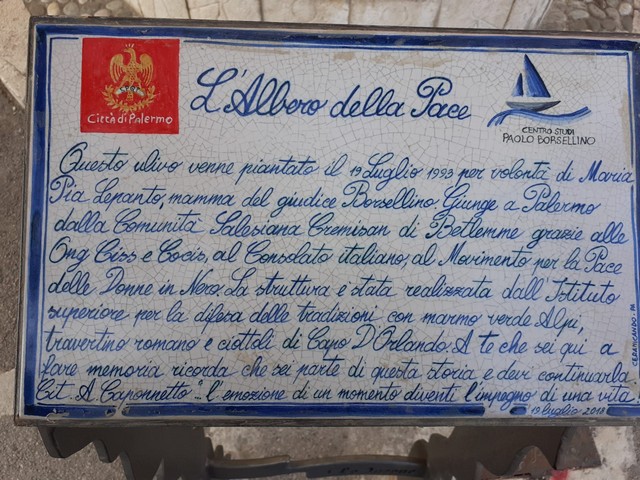 L'Albero della Pace
Città di Palermo
CENTRO STUDI
PAOLO BORSELLINO
Questo ulivo venne piantato il 19 Luglio 1993 per volontà di Maria
Pia Lepanto, mamma del giudice Borsellino. Giunge a Palermo
dalla Comunità Salesiana Cremisan di Betlemme grazie alle
Ong Ciss e Cocis, al Consolato italiano, al Movimento per la Pace
delle Donne in Nero. La struttura e' stata realizzata dall'Istituto
superiore per la difesa delle tradizioni con marmo verde Alpi,
travertino romano e ciottoli di Capo D'Orlando. A te che sei qui a
fare memoria ricorda che sei parte di questa storia e devi continuarla
Cit. A. Caponnetto "...l'emozione di un momento diventi l'impegno di una vita
19 luglio 2018